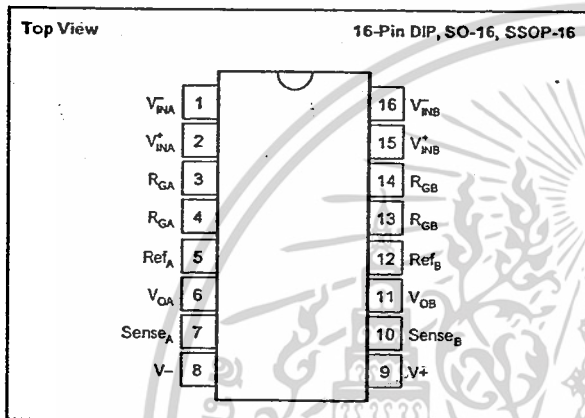 Top View 16-Pin DIP, SO-16, SSOP-16
V⁻INA 1 16 V⁻INB
V⁺INA 2 15 V⁺INB
RGA 3 14 RGB
RGA 4 13 RGB
RefA 5 12 RefB
VOA 6 11 VOB
SenseA 7 10 SenseB
V– 8 9 V+